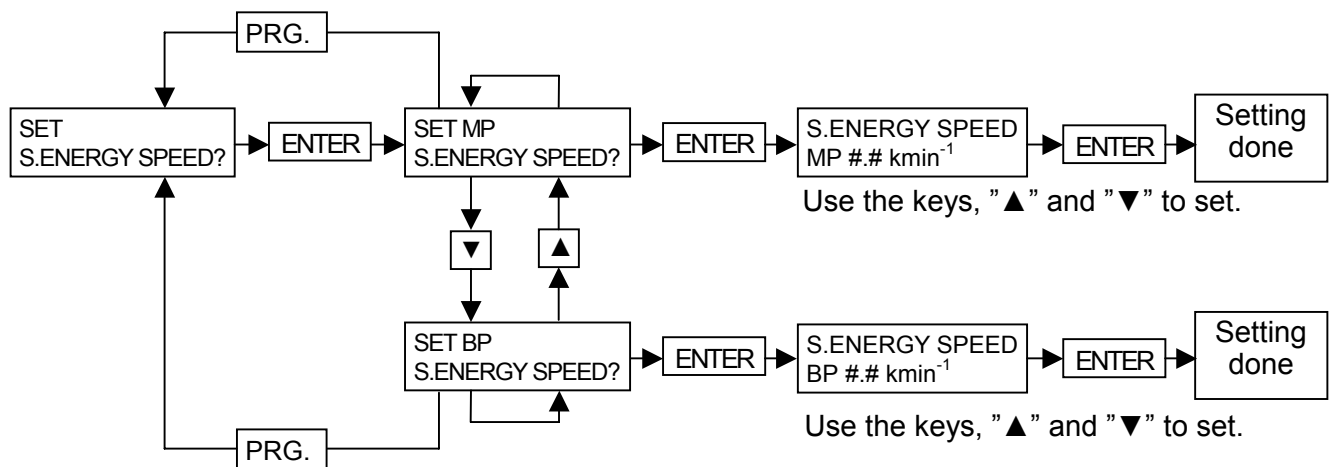 PRG.
SET
S.ENERGY SPEED?
ENTER
SET MP
S.ENERGY SPEED?
ENTER
S.ENERGY SPEED
MP #.# kmin⁻¹
ENTER
Setting
done
Use the keys, ”▲” and ”▼” to set.
▼
▲
SET BP
S.ENERGY SPEED?
ENTER
S.ENERGY SPEED
BP #.# kmin⁻¹
ENTER
Setting
done
Use the keys, ”▲” and ”▼” to set.
PRG.